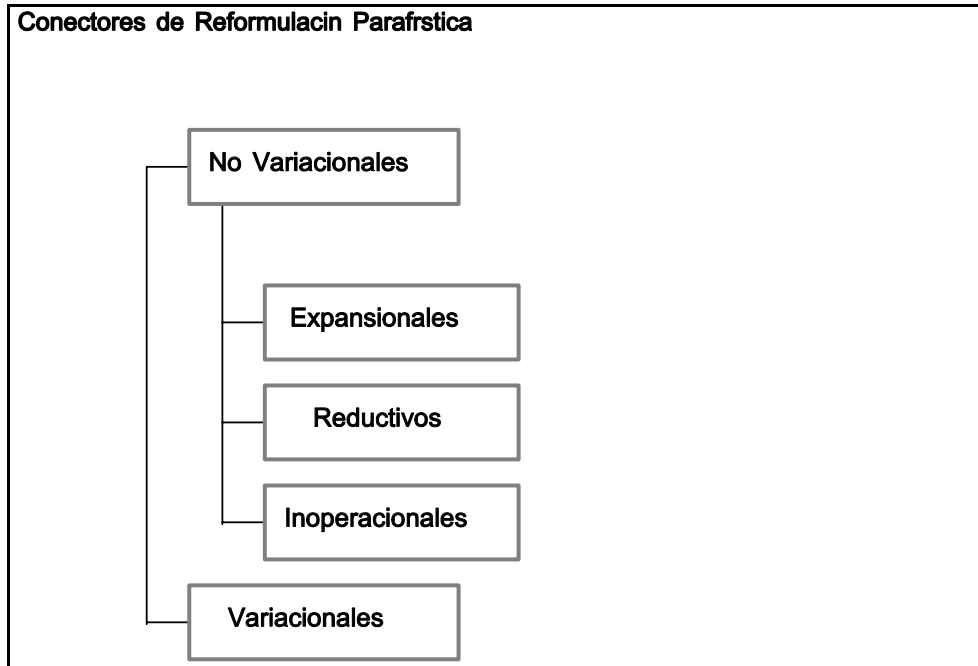 Conectores de Reformulacin Parafrstica
No Variacionales
Expansionales
Reductivos
Inoperacionales
Variacionales